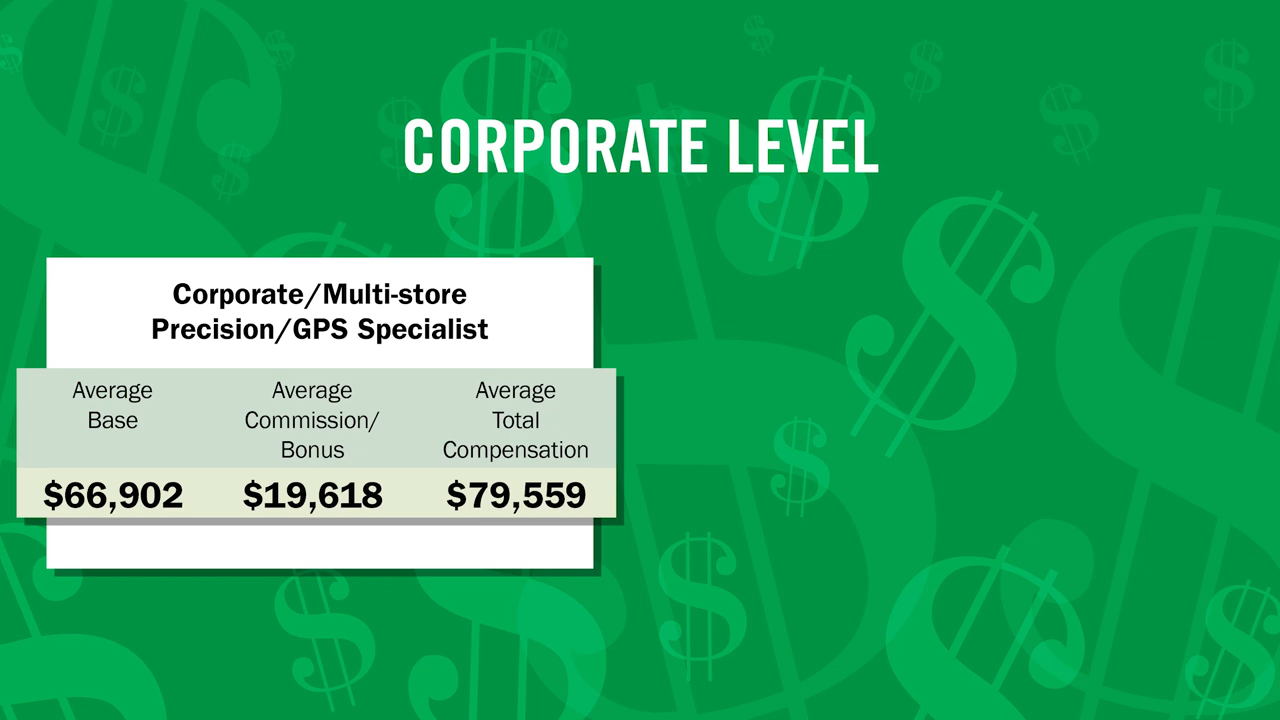 CORPORATE LEVEL
Corporate/Multi-store
Precision/GPS Specialist
Average
Base
Average
Commission/
Bonus
Average
Total
Compensation
$66,902
$19,618
$79,559